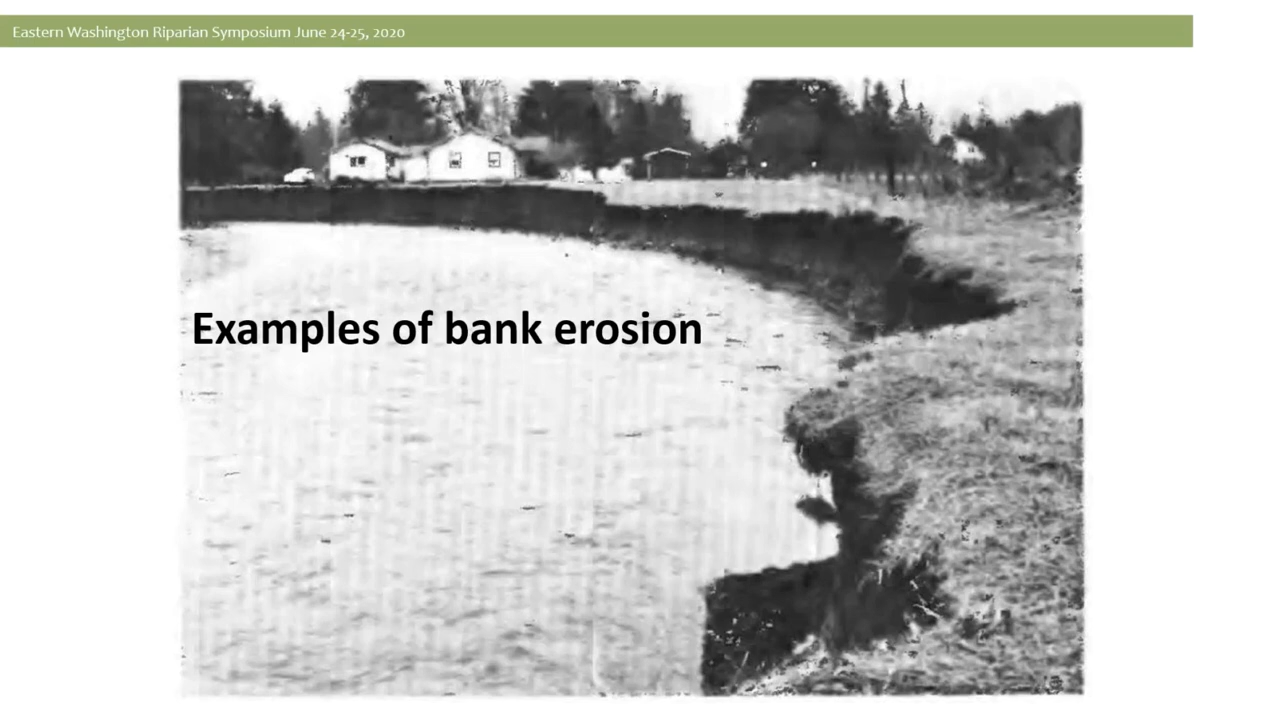 Eastern Washington Riparian Symposium June 24-25, 2020
Examples of bank erosion